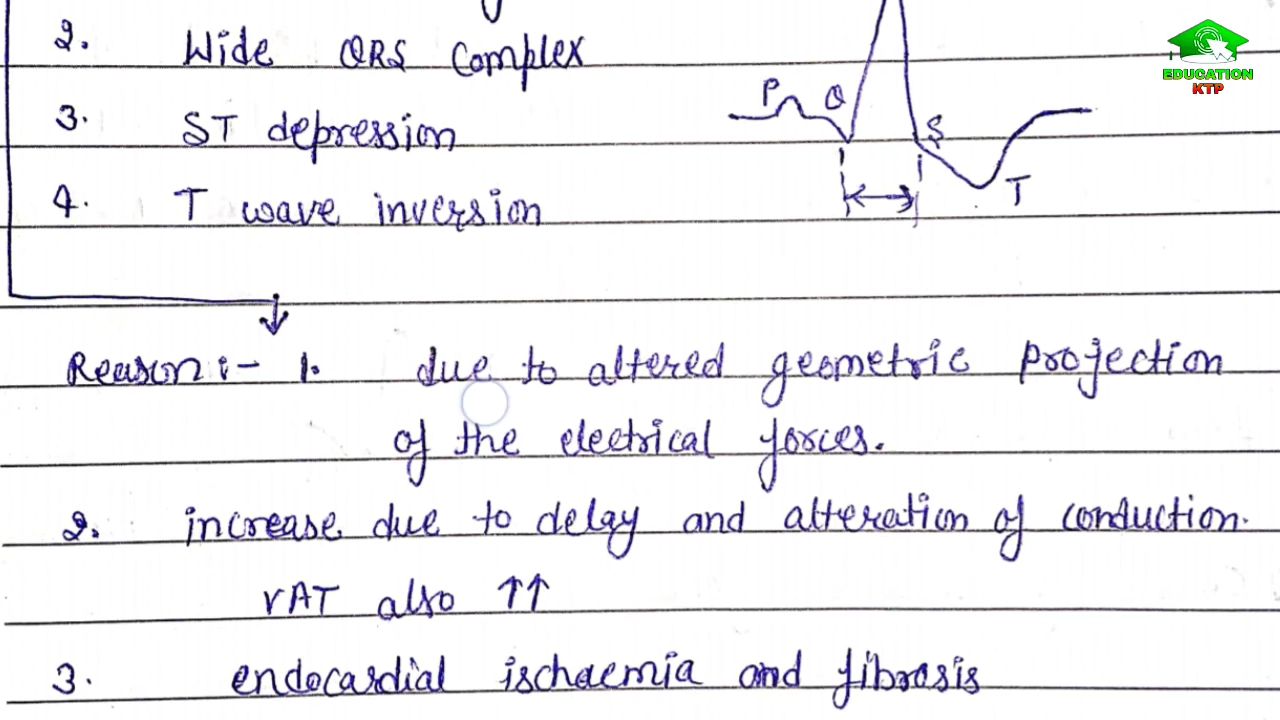 2. Wide QRS Complex
3. ST depression
4. T wave inversion
P Q S T
EDUCATION
KTP
Reason:- 1. due to altered geometric projection
of the electrical forces.
2. increase due to delay and alteration of conduction.
VAT also ↑↑
3. endocardial ischaemia and fibrosis